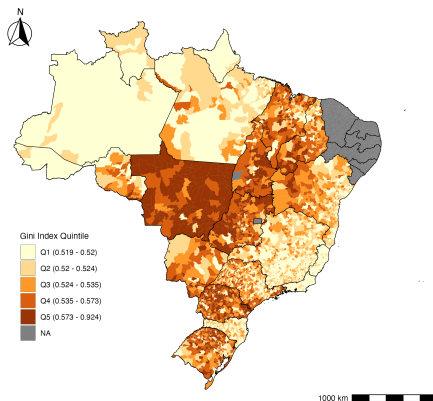 N
Gini Index Quintile
Q1 (0.519 - 0.52)
Q2 (0.52 - 0.524)
Q3 (0.524 - 0.535)
Q4 (0.535 - 0.573)
Q5 (0.573 - 0.924)
NA
1000 km